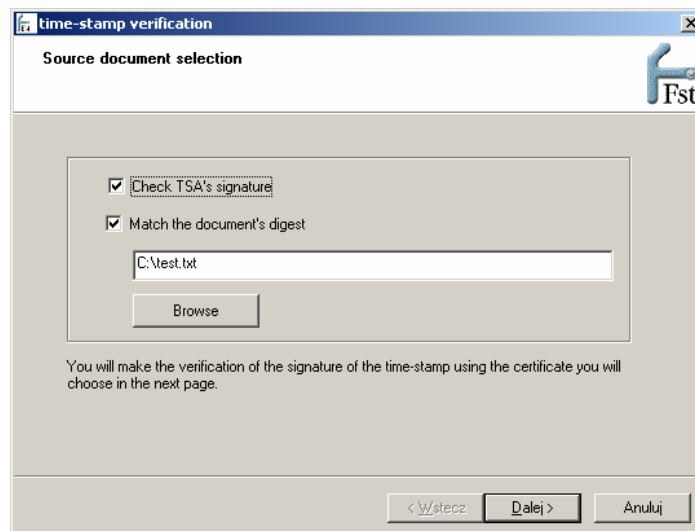 time-stamp verification
Source document selection
Fst
Check TSA's signature
Match the document's digest
C:\test.txt
Browse
You will make the verification of the signature of the time-stamp using the certificate you will
choose in the next page.
< Wstecz Dalej > Anuluj